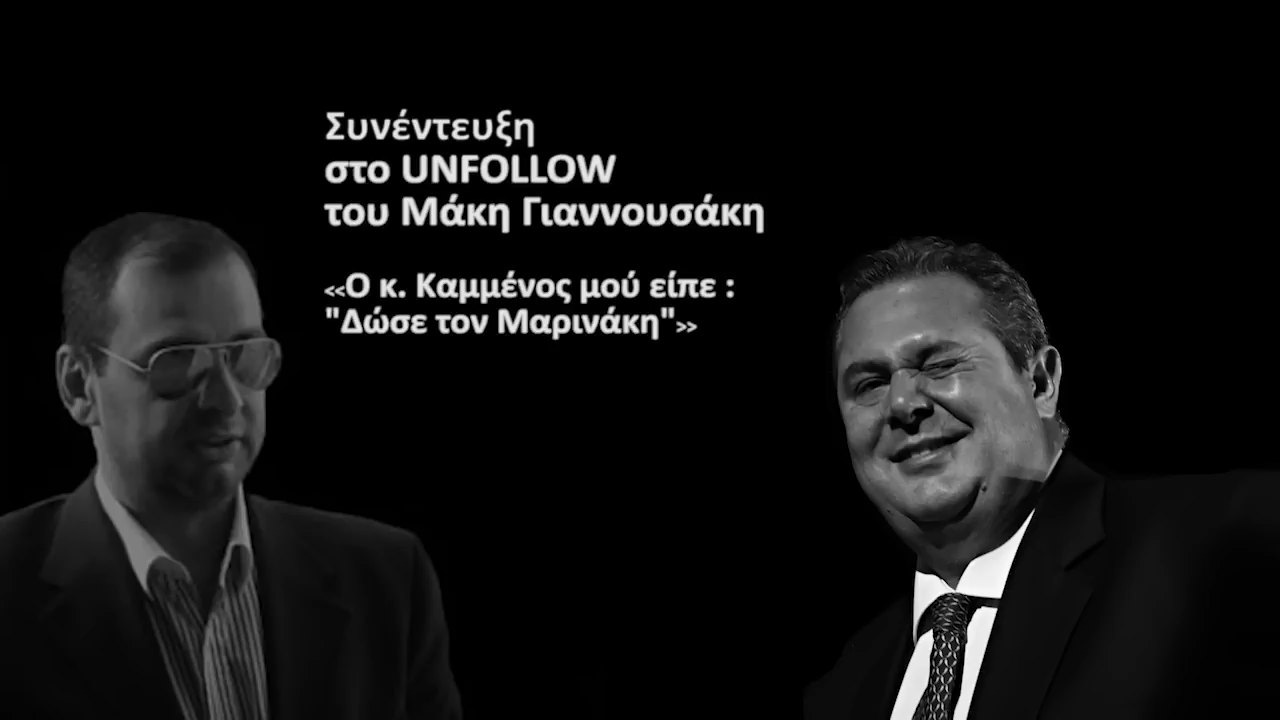 Συνέντευξη
στο UNFOLLOW
του Μάκη Γιαννουσάκη
«Ο κ. Καμμένος μού είπε :
"Δώσε τον Μαρινάκη"»